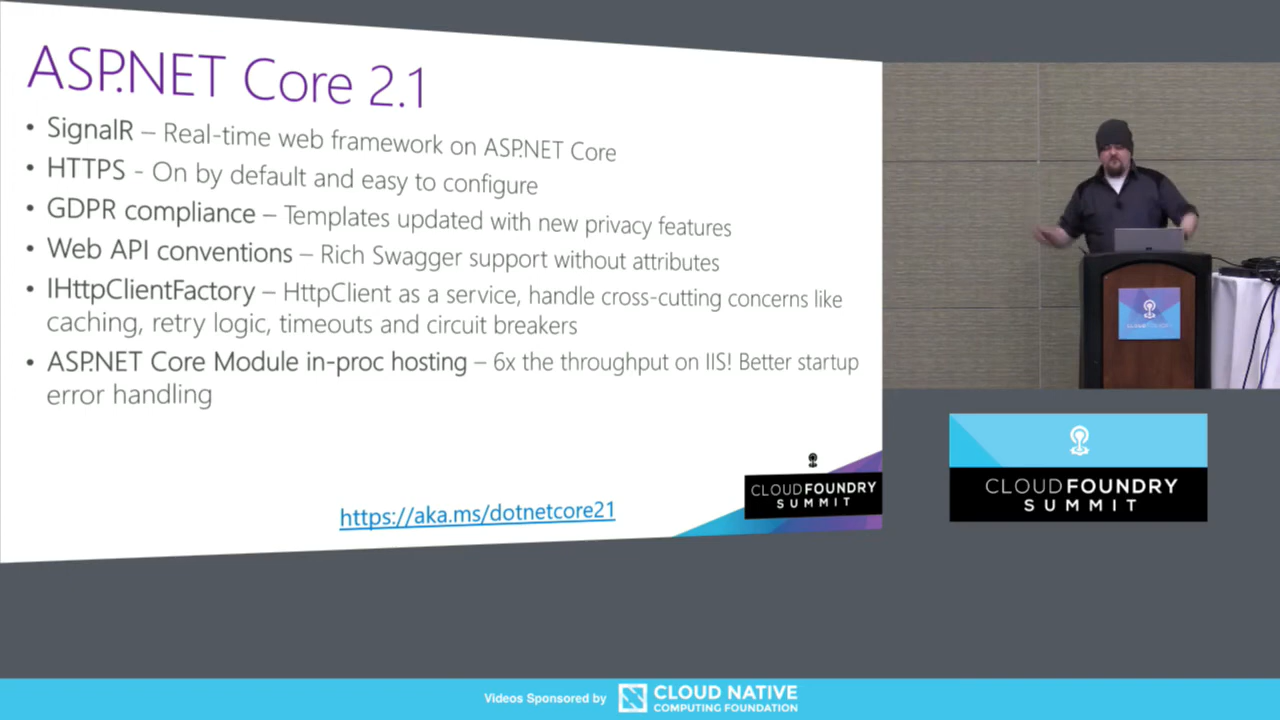 ASP.NET Core 2.1
• SignalR – Real-time web framework on ASP.NET Core
• HTTPS - On by default and easy to configure
• GDPR compliance – Templates updated with new privacy features
• Web API conventions – Rich Swagger support without attributes
• IHttpClientFactory – HttpClient as a service, handle cross-cutting concerns like
caching, retry logic, timeouts and circuit breakers
• ASP.NET Core Module in-proc hosting – 6x the throughput on IIS! Better startup
error handling
https://aka.ms/dotnetcore21
CLOUDFOUNDRY
SUMMIT
CLOUDFOUNDRY
CLOUDFOUNDRY
SUMMIT
Videos Sponsored by
CLOUD NATIVE
COMPUTING FOUNDATION